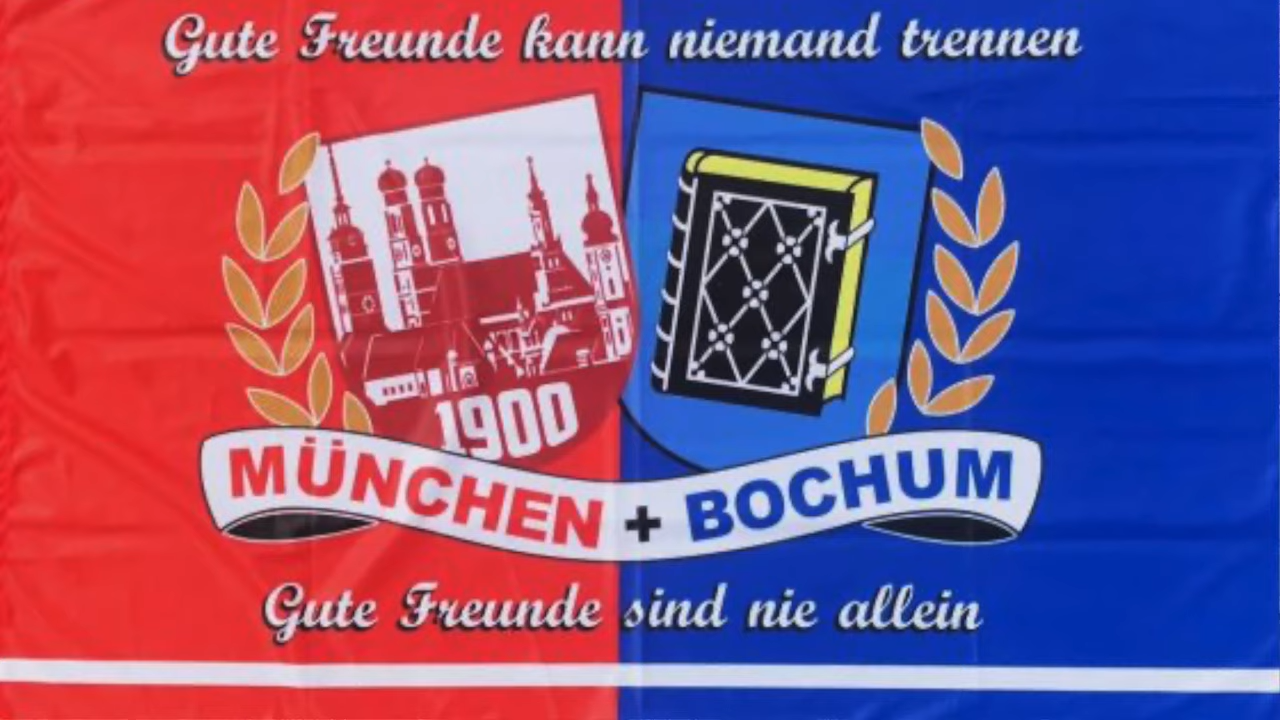 Gute Freunde kann niemand trennen
1900
MÜNCHEN + BOCHUM
Gute Freunde sind nie allein